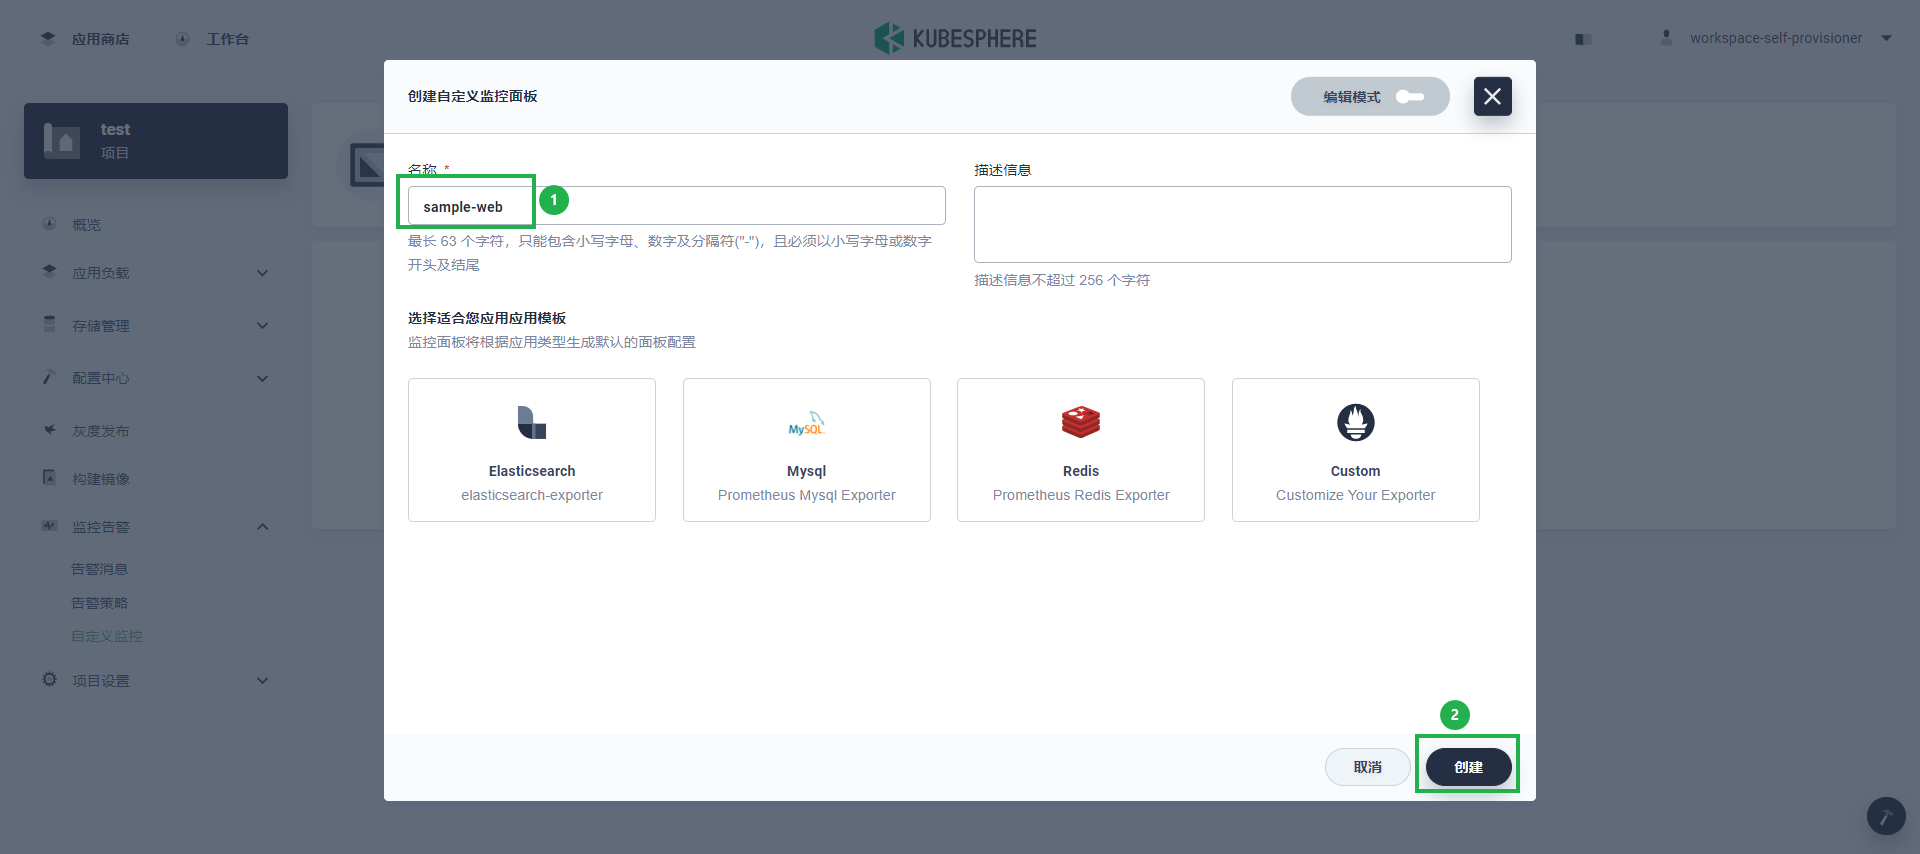 应用商店
工作台
KUBESPHERE
workspace-self-provisioner
test
项目
概览
应用负载
存储管理
配置中心
灰度发布
构建镜像
监控告警
告警消息
告警策略
自定义监控
项目设置
创建自定义监控面板
编辑模式
名称 *
sample-web
1
最长 63 个字符，只能包含小写字母、数字及分隔符("-")，且必须以小写字母或数字
开头及结尾
描述信息
描述信息不超过 256 个字符
选择适合您应用应用模板
监控面板将根据应用类型生成默认的面板配置
Elasticsearch
elasticsearch-exporter
MySQL
Mysql
Prometheus Mysql Exporter
Redis
Prometheus Redis Exporter
Custom
Customize Your Exporter
2
取消
创建